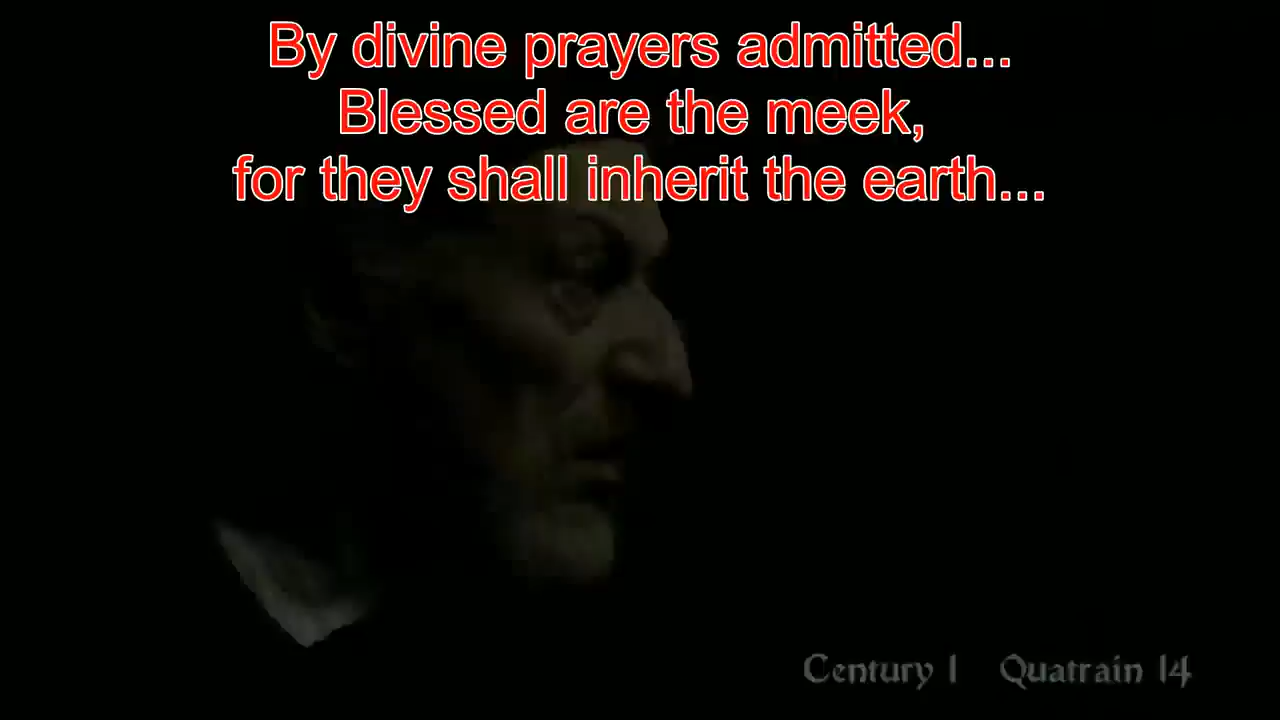 By divine prayers admitted...
Blessed are the meek,
for they shall inherit the earth...
Century 1 Quatrain 14